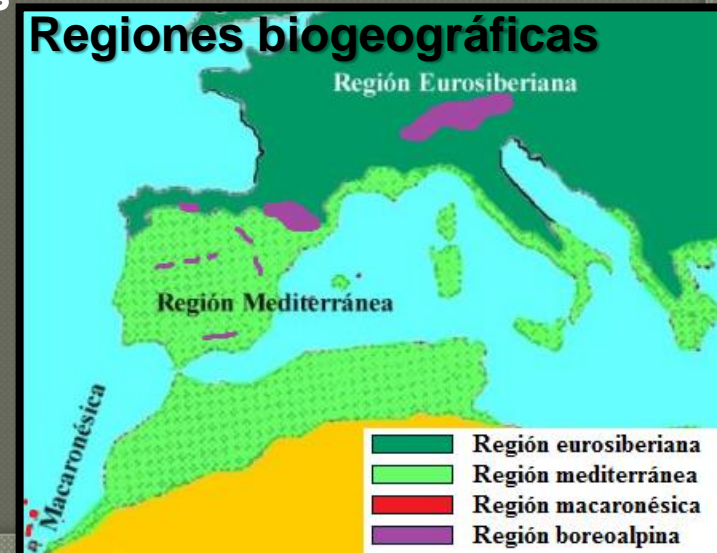 s
Regiones biogeográficas
Región Eurosiberiana
Región Mediterránea
Macaronésica
Región eurosiberiana
Región mediterránea
Región macaronésica
Región boreoalpina